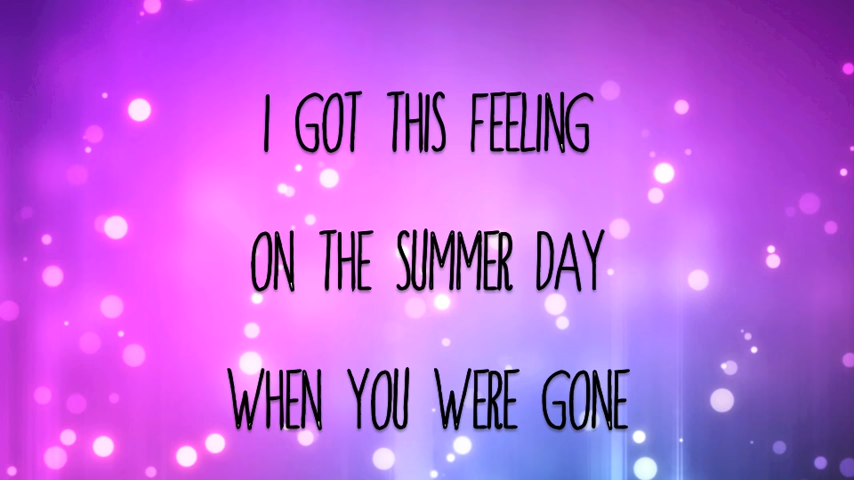 I GOT THIS FEELING
ON THE SUMMER DAY
WHEN YOU WERE GONE